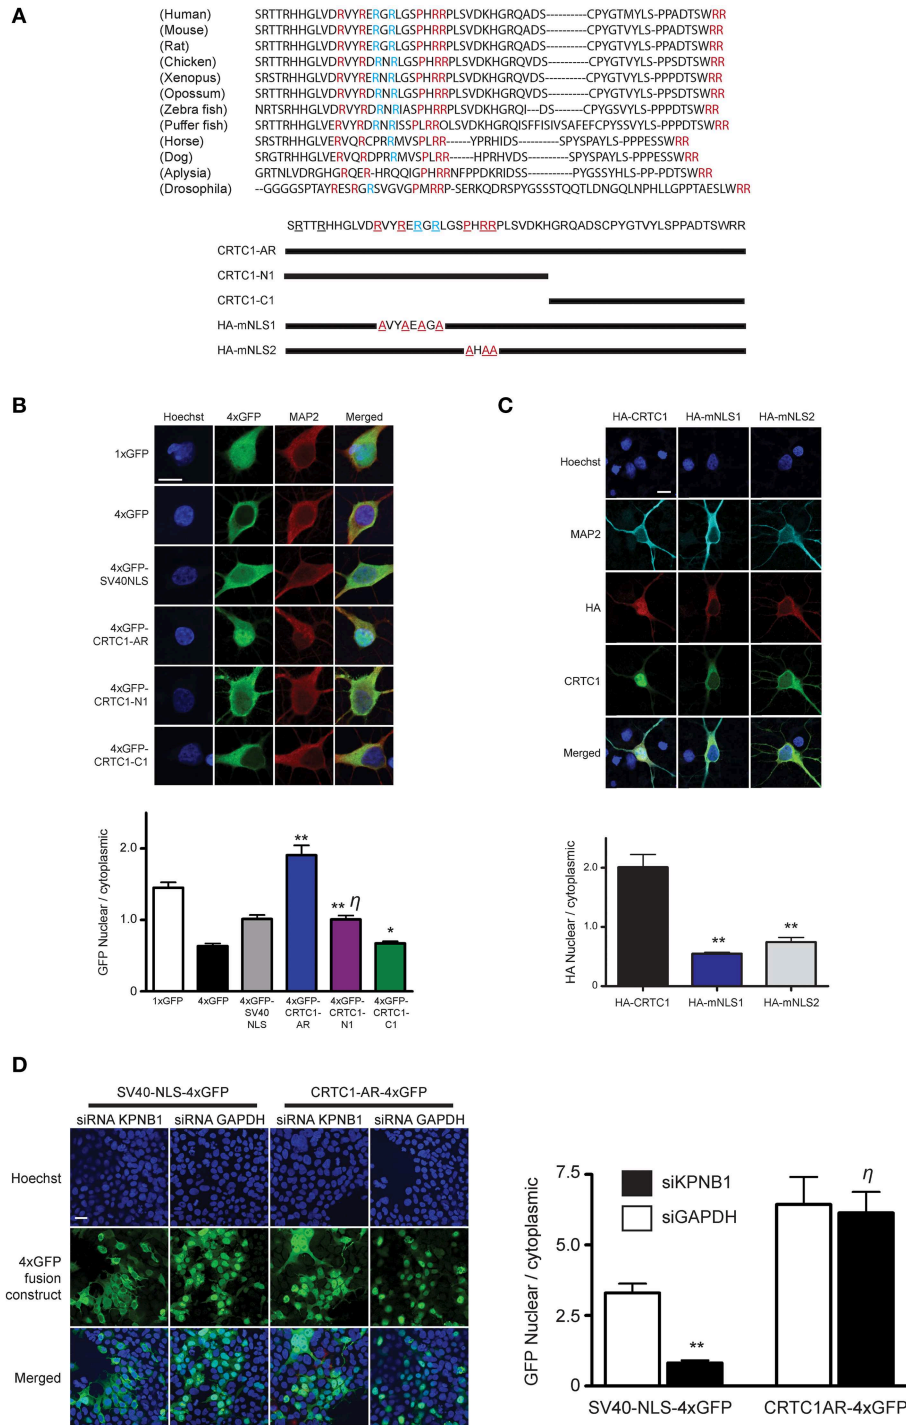 A
(Human) SRTTRHHGLVDRVYRERGRLGSPHRRPLSVDKHGRQADS----------CPYGTMYLS-PPADTSWRR
(Mouse) SRTTRHHGLVDRVYRERGRLGSPHRRPLSVDKHGRQADS----------CPYGTVYLS-PPADTSWRR
(Rat) SRTTRHHGLVDRVYRERGRLGSPHRRPLSVDKHGRQADS----------CPYGTVYLS-PPADTSWRR
(Chicken) SRTTRHHGLVDRVYRDRNRLGSPHRRPLSVDKHGRQVDS----------CPYGTVYLS-PPADTSWRR
(Xenopus) SRSTRHHGLVDRVYRERNRLGSPHRRPLSVDKHGRQVDS----------CPYGTVYLS-PPSDTSWRR
(Opossum) SRTTRHHGLVDRVYRDRNRLGSPHRRPLSVDKHGRQVDS----------CPYGTVYLS-PPADTSWRR
(Zebra fish) NRTSRHHGLVDRVYRDRNRIASPHRRPLSVDKHGRQI---DS---------CPYGSVYLS-PPPDTSWRR
(Puffer fish) SRTTRHHGLVERVYRDRNRISSPLRROLSVDKHGRQISFFISIVSAFEFCPYSSVYLS-PPPDTSWRR
(Horse) SRRTRHHGLVERVQRCPRRMVSPLRR------YPRHIDS----------SPYSPAYLS-PPPESSWRR
(Dog) SRGTRHHGLVERVQRDPRRMVSPLRR------HPRHVDS----------SPYSPAYLS-PPPESSWRR
(Aplysia) GRTNLVDRGHGRQER-HRQQIGPHRRNFPPDKRIDSS-----------PYGSSYHLS-PP-PDTSWRR
(Drosophila) --GGGGSPTAYRESRGRSVGVGPMRRP-SERKQDRSPYGSSSTQQTLDNGQLNPHLLGPPTAESLWRR
SRTTRHHGLVDRVYRERGRLGSPHRRPLSVDKHGRQADSCPYGTVYLSPPADTSWRR
CRTC1-AR
CRTC1-N1
CRTC1-C1
HA-mNLS1 AVYAEAGA
HA-mNLS2 AHAA
B
Hoechst 4xGFP MAP2 Merged
1xGFP
4xGFP
4xGFP-
SV40NLS
4xGFP-
CRTC1-AR
4xGFP-
CRTC1-N1
4xGFP-
CRTC1-C1
GFP Nuclear / cytoplasmic
2.0
1.0
0
**
** η
*
1xGFP 4xGFP 4xGFP- 4xGFP- 4xGFP- 4xGFP-
SV40 CRTC1- CRTC1- CRTC1-
NLS AR N1 C1
C
HA-CRTC1 HA-mNLS1 HA-mNLS2
Hoechst
MAP2
HA
CRTC1
Merged
HA Nuclear / cytoplasmic
2.0
1.0
0
** **
HA-CRTC1 HA-mNLS1 HA-mNLS2
D
SV40-NLS-4xGFP CRTC1-AR-4xGFP
siRNA KPNB1 siRNA GAPDH siRNA KPNB1 siRNA GAPDH
Hoechst
4xGFP
fusion
construct
Merged
GFP Nuclear / cytoplasmic
7.5
5.0
2.5
0
siKPNB1
siGAPDH
**
η
SV40-NLS-4xGFP CRTC1AR-4xGFP